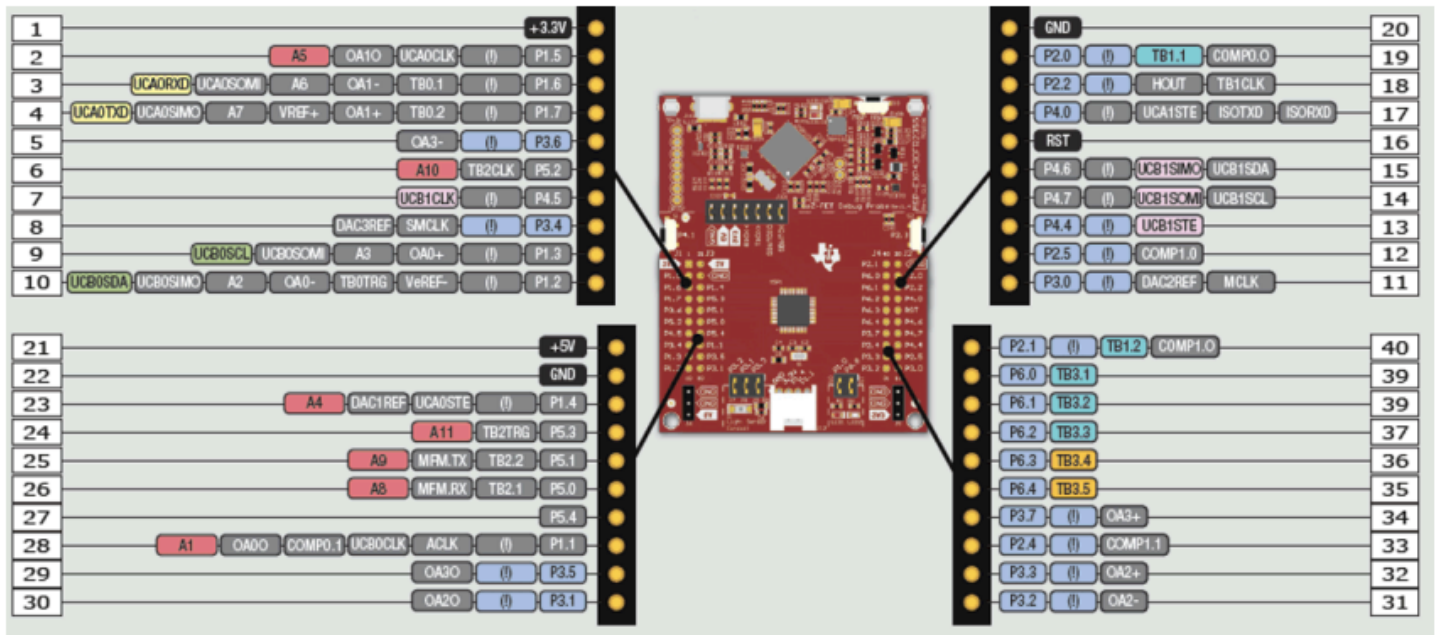 1 +3.3V
2 A5 OA1O UCA0CLK (!) P1.5
3 UCA0RXD UCA0SOMI A6 OA1- TB0.1 (!) P1.6
4 UCA0TXD UCA0SIMO A7 VREF+ OA1+ TB0.2 (!) P1.7
5 OA3- (!) P3.6
6 A10 TB2CLK P5.2
7 UCB1CLK P4.5
8 DAC3REF SMCLK (!) P3.4
9 UCB0SCL UCB0SOMI A3 OA0+ (!) P1.3
10 UCB0SDA UCB0SIMO A2 OA0- TB0TRG VeREF- (!) P1.2
GND 20
P2.0 (!) TB1.1 COMP0.O 19
P2.2 (!) HOUT TB1CLK 18
P4.0 (!) UCA1STE ISOTXD ISORXD 17
RST 16
P4.6 (!) UCB1SIMO UCB1SDA 15
P4.7 (!) UCB1SOMI UCB1SCL 14
P4.4 (!) UCB1STE 13
P2.5 (!) COMP1.0 12
P3.0 (!) DAC2REF MCLK 11
21 +5V
22 GND
23 A4 DAC1REF UCA0STE (!) P1.4
24 A11 TB2TRG P5.3
25 A9 MFM.TX TB2.2 P5.1
26 A8 MFM.RX TB2.1 P5.0
27 P5.4
28 A1 OA0O COMP0.1 UCB0CLK ACLK (!) P1.1
29 OA3O (!) P3.5
30 OA2O (!) P3.1
P2.1 (!) TB1.2 COMP1.O 40
P6.0 TB3.1 39
P6.1 TB3.2 39
P6.2 TB3.3 37
P6.3 TB3.4 36
P6.4 TB3.5 35
P3.7 (!) OA3+ 34
P2.4 (!) COMP1.1 33
P3.3 (!) OA2+ 32
P3.2 (!) OA2- 31